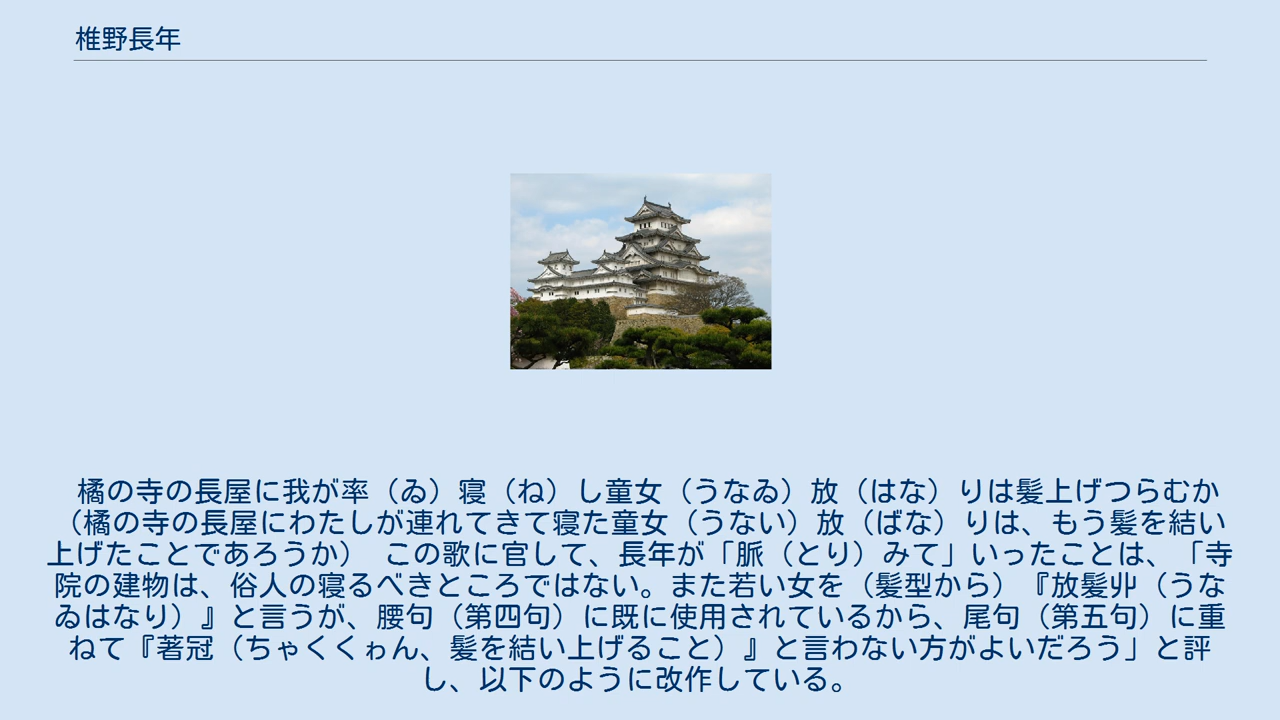 椎野長年
橘の寺の長屋に我が率（ゐ）寝（ね）し童女（うなゐ）放（はな）りは髪上げつらむか
（橘の寺の長屋にわたしが連れてきて寝た童女（うない）放（ばな）りは、もう髪を結い
上げたことであろうか）　この歌に官して、長年が「脈（とり）みて」いったことは、「寺
院の建物は、俗人の寝るべきところではない。また若い女を（髪型から）『放髪丱（うな
ゐはなり）』と言うが、腰句（第四句）に既に使用されているから、尾句（第五句）に重
ねて『著冠（ちゃくくゎん、髪を結い上げること）』と言わない方がよいだろう」と評
し、以下のように改作している。